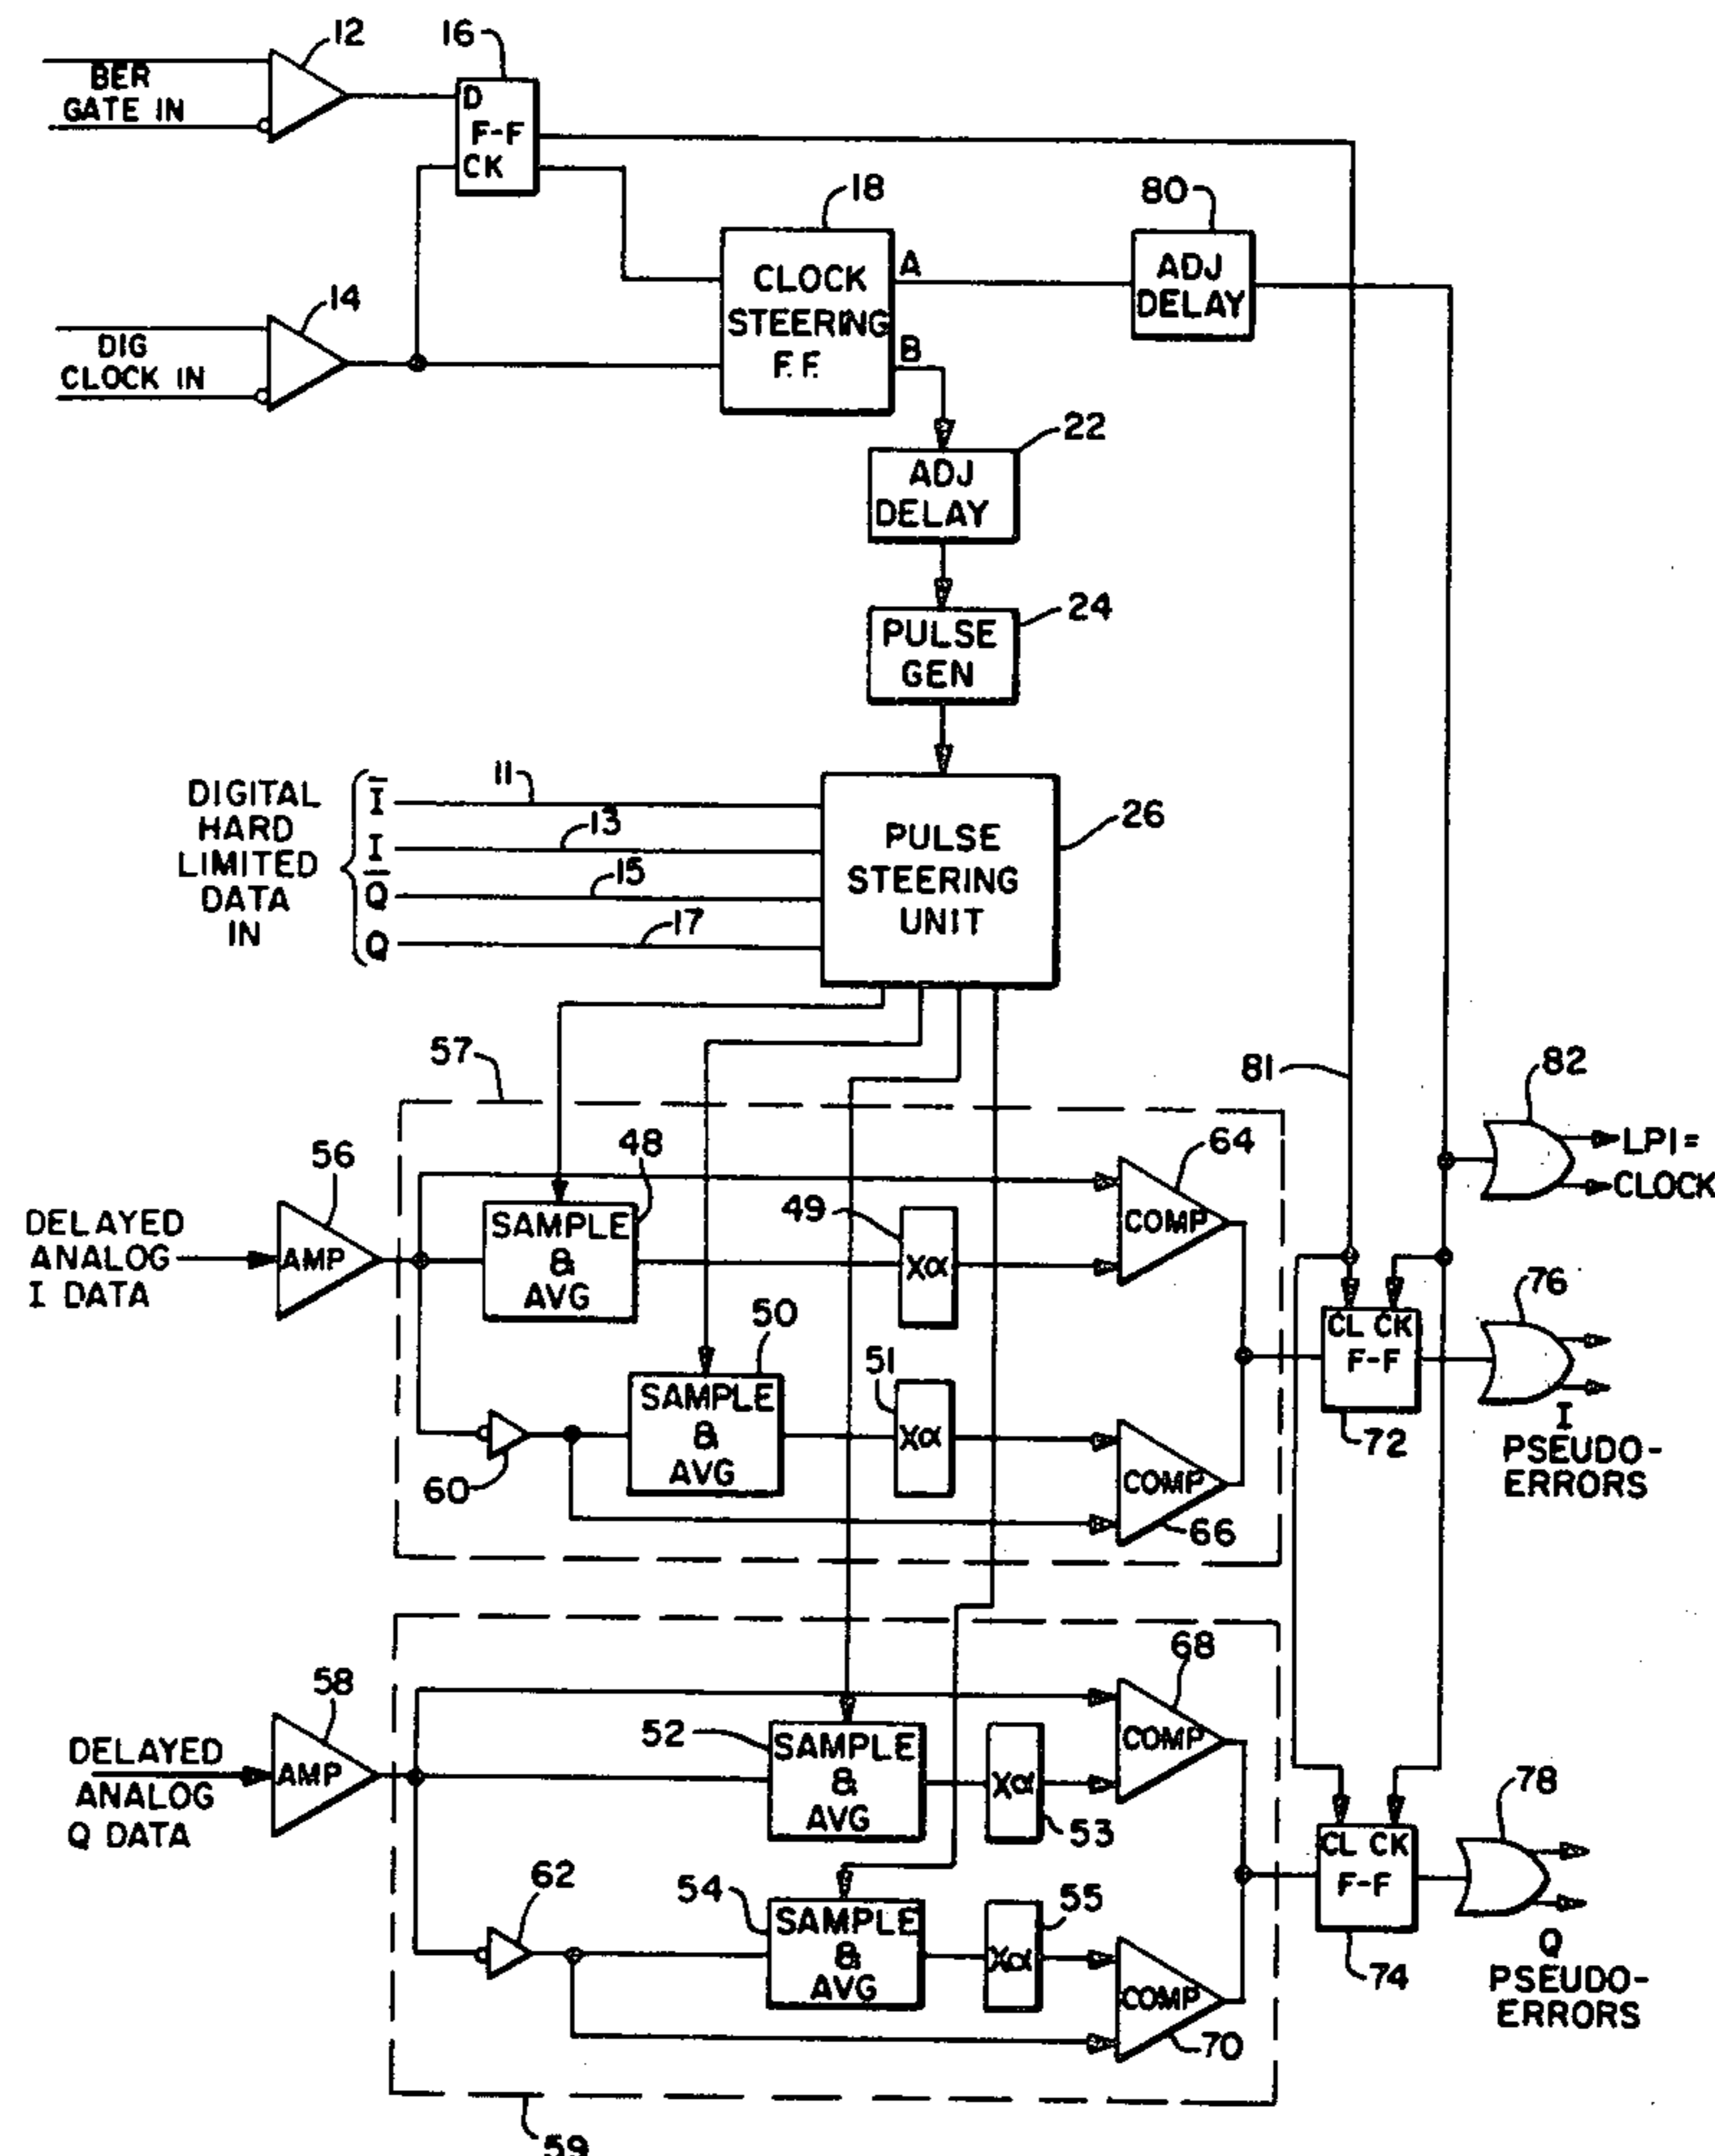 12
16
BER
GATE IN
D
F-F
CK
14
18
80
DIG
CLOCK IN
CLOCK
STEERING
F.F.
A
B
ADJ
DELAY
22
ADJ
DELAY
24
PULSE
GEN
DIGITAL
HARD
LIMITED
DATA
IN
Ī
I
Q̄
Q
11
13
15
17
PULSE
STEERING
UNIT
26
57
81
82
LPI=
CLOCK
56
DELAYED
ANALOG
I DATA
AMP
48
SAMPLE
&
AVG
49
Xα
64
COMP
76
CL CK
F-F
72
I
PSEUDO-
ERRORS
50
SAMPLE
&
AVG
51
Xα
60
COMP
66
58
DELAYED
ANALOG
Q DATA
AMP
52
SAMPLE
&
AVG
Xα
53
68
COMP
78
CL CK
F-F
74
Q
PSEUDO-
ERRORS
62
54
SAMPLE
&
AVG
55
Xα
COMP
70
59